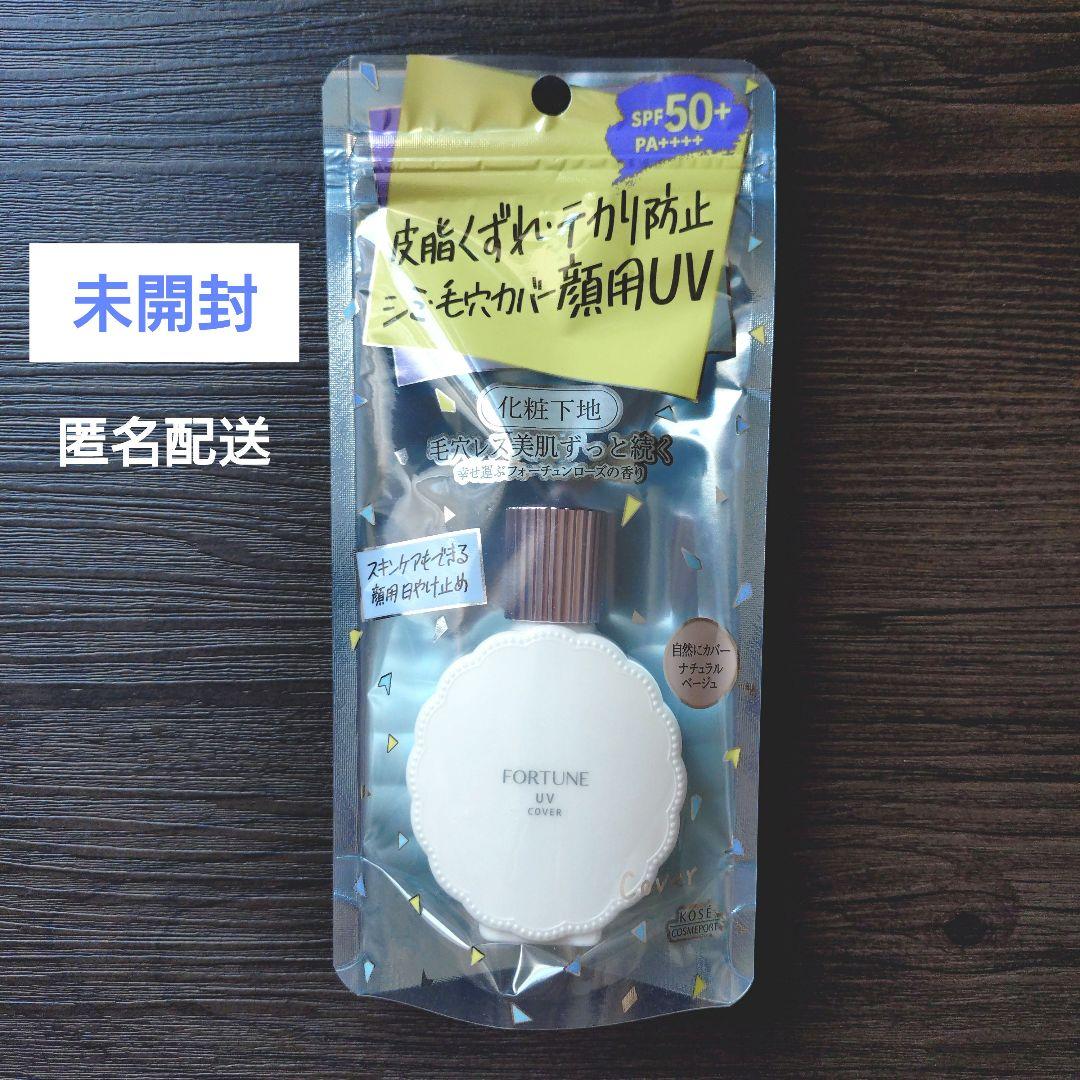 未開封
匿名配送
SPF50+
PA++++
皮脂くずれ・テカリ防止
シミ・毛穴カバー顔用UV
化粧下地
毛穴レス美肌ずっと続く
幸せ運ぶフォーチュンローズの香り
スキンケアもできる
顔用日やけ止め
自然にカバー
ナチュラル
ベージュ
FORTUNE
UV
COVER
Cover
KOSÉ
COSMEPORT